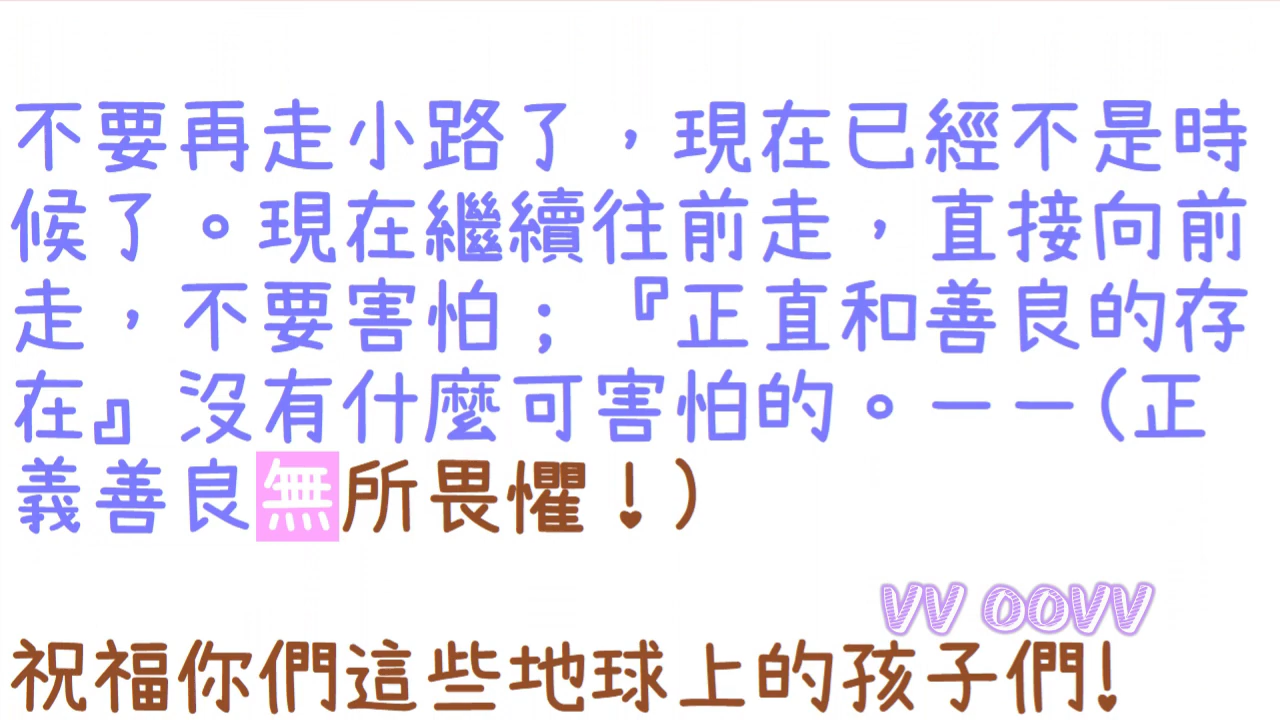 不要再走小路了，現在已經不是時
候了。現在繼續往前走，直接向前
走，不要害怕；『正直和善良的存
在』沒有什麼可害怕的。——(正
義善良無所畏懼！)
VV OOVV
祝福你們這些地球上的孩子們!